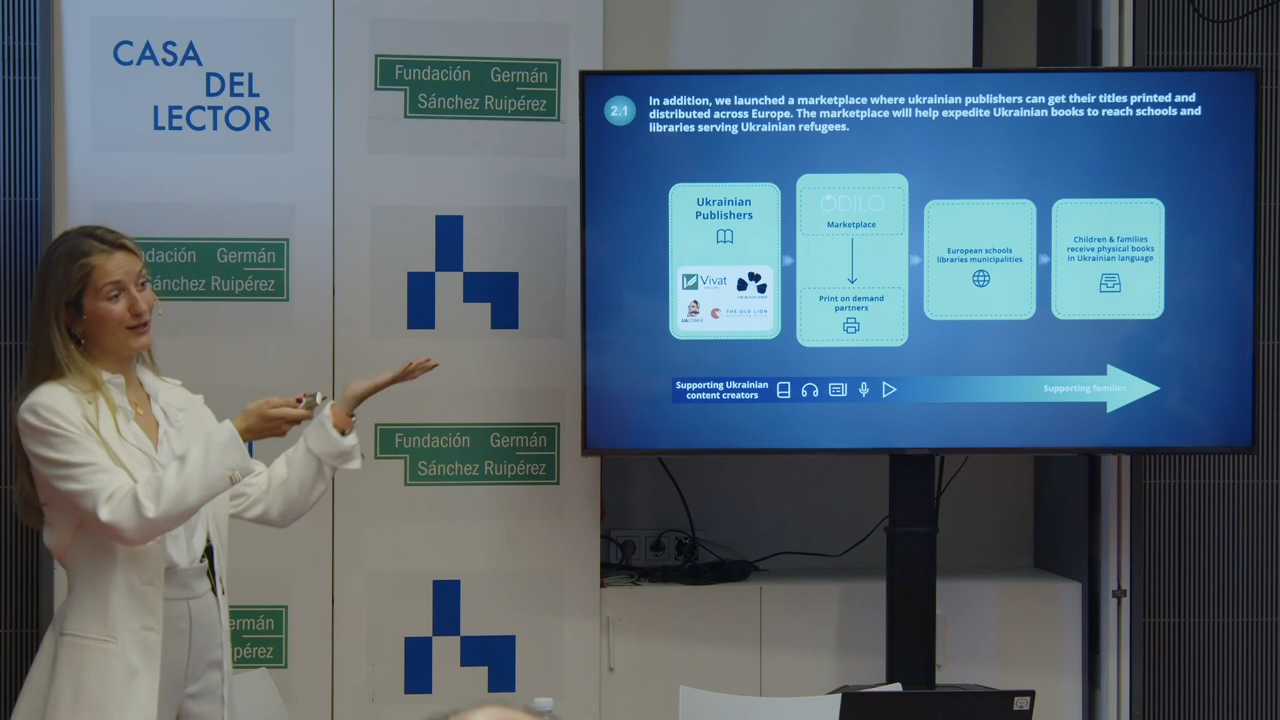 CASA
DEL
LECTOR
Fundación Germán
Sánchez Ruipérez
ndación Germán
Sánchez Ruipérez
Fundación Germán
Sánchez Ruipérez
ermán
ipérez
2.1
In addition, we launched a marketplace where ukrainian publishers can get their titles printed and
distributed across Europe. The marketplace will help expedite Ukrainian books to reach schools and
libraries serving Ukrainian refugees.
Ukrainian
Publishers
Vivat
UA COMIX
THE OLD LION
ODILO
Marketplace
Print on demand
partners
European schools
libraries municipalities
Children & families
receive physical books
in Ukrainian language
Supporting Ukrainian
content creators
Supporting families